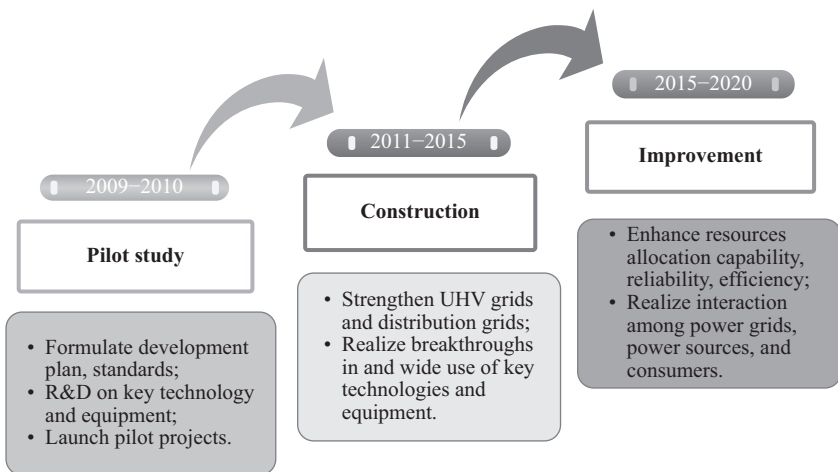 2009−2010
Pilot study
• Formulate development
plan, standards;
• R&D on key technology
and equipment;
• Launch pilot projects.
2011−2015
Construction
• Strengthen UHV grids
and distribution grids;
• Realize breakthroughs
in and wide use of key
technologies and
equipment.
2015−2020
Improvement
• Enhance resources
allocation capability,
reliability, efficiency;
• Realize interaction
among power grids,
power sources, and
consumers.